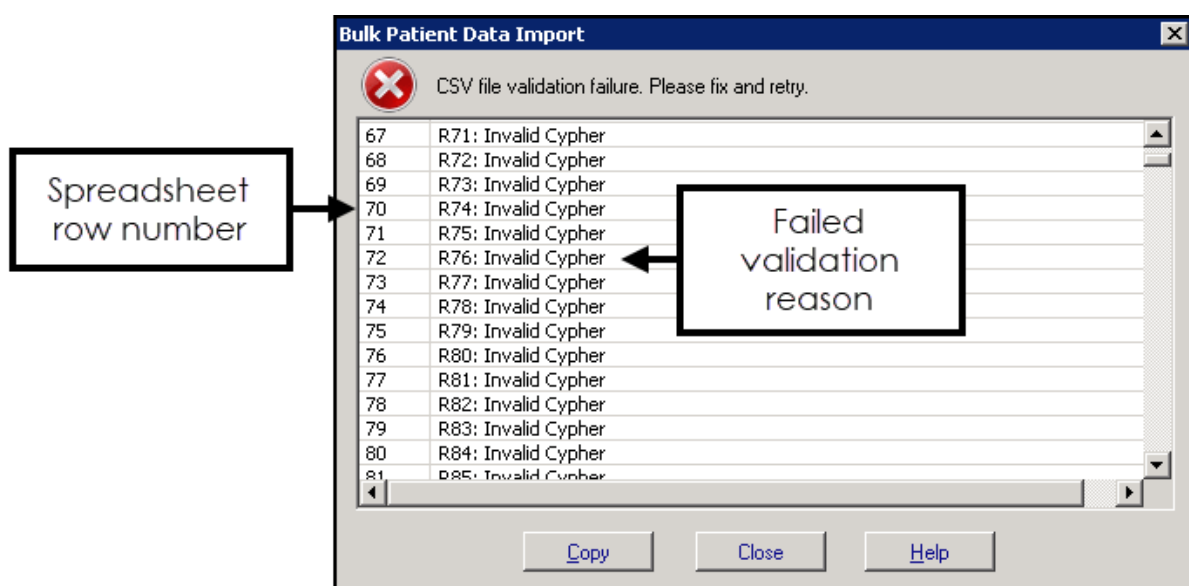 Bulk Patient Data Import
CSV file validation failure. Please fix and retry.
67 R71: Invalid Cypher
68 R72: Invalid Cypher
69 R73: Invalid Cypher
70 R74: Invalid Cypher
71 R75: Invalid Cypher
72 R76: Invalid Cypher
73 R77: Invalid Cypher
74 R78: Invalid Cypher
75 R79: Invalid Cypher
76 R80: Invalid Cypher
77 R81: Invalid Cypher
78 R82: Invalid Cypher
79 R83: Invalid Cypher
80 R84: Invalid Cypher
81 R85: Invalid Cypher
Spreadsheet
row number
Failed
validation
reason
Copy Close Help